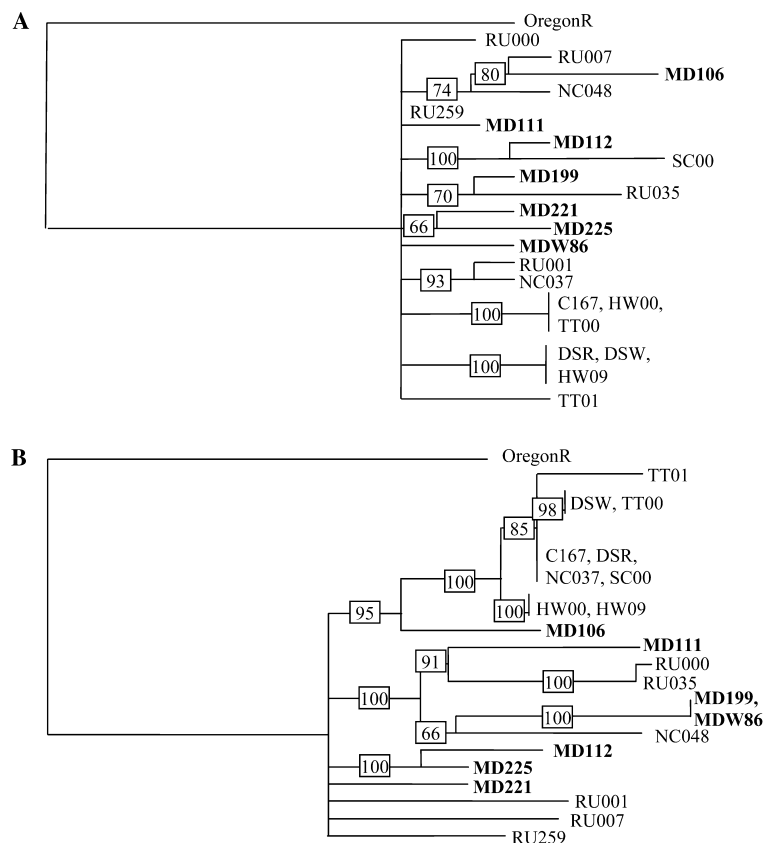 A
OregonR
RU000
RU007
80
MD106
74
NC048
RU259
MD111
MD112
100
SC00
MD199
70
RU035
MD221
66
MD225
MDW86
RU001
93
NC037
C167, HW00,
100
TT00
DSR, DSW,
100
HW09
TT01
B
OregonR
TT01
98
DSW, TT00
85
C167, DSR,
NC037, SC00
100
100
HW00, HW09
95
MD106
MD111
91
RU000
100
RU035
100
MD199,
100
MDW86
66
NC048
MD112
100
MD225
MD221
RU001
RU007
RU259